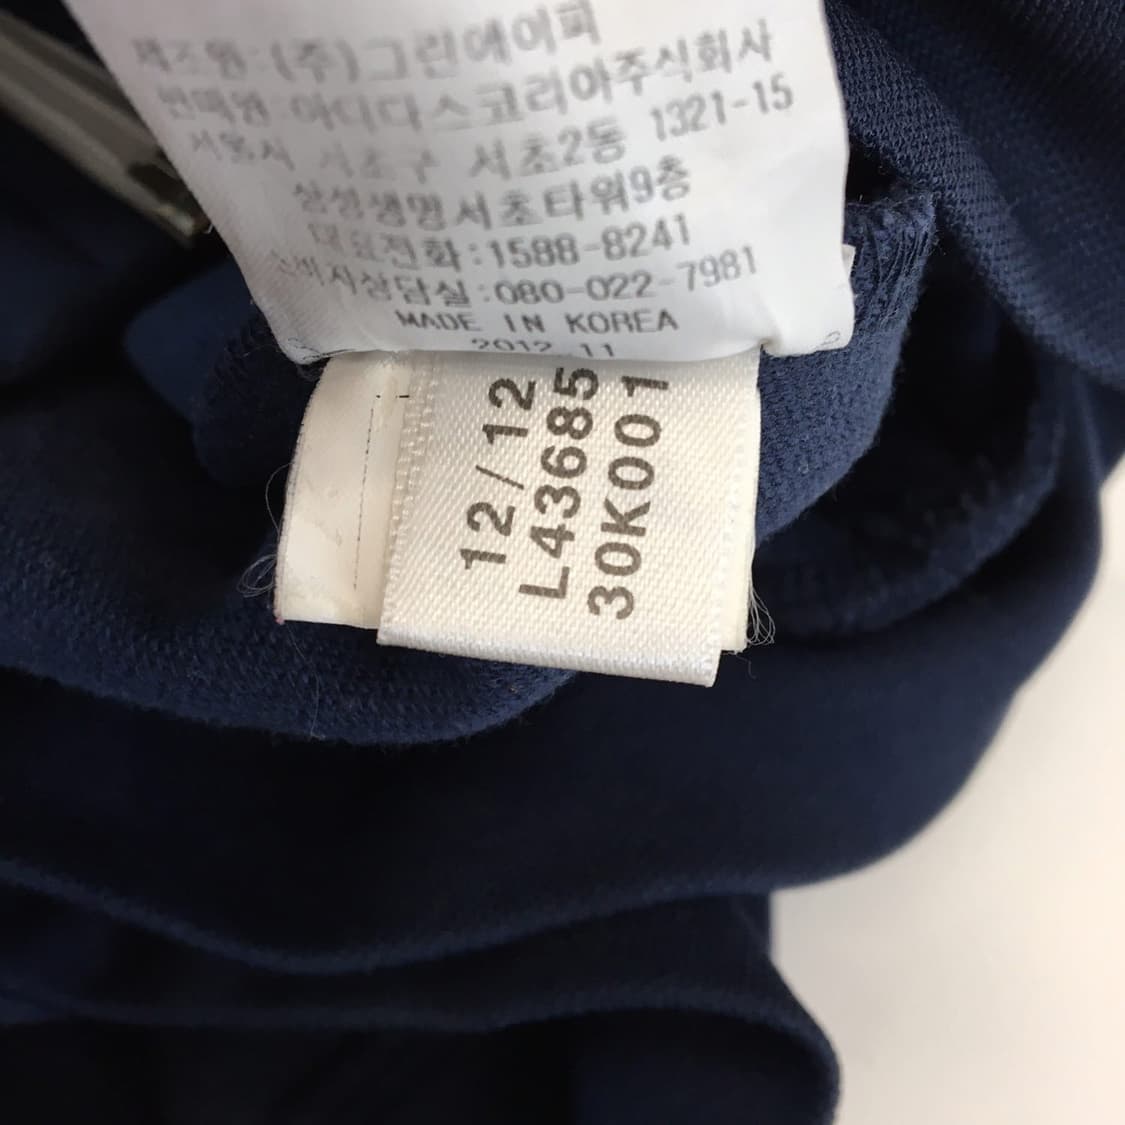 제조원:(주)그린에이피
판매원:아디다스코리아주식회사
서울시 서초구 서초2동 1321-15
삼성생명서초타워9층
대표전화:1588-8241
소비자상담실:080-022-7981
MADE IN KOREA
2012.11
12/12
L43685
30K001